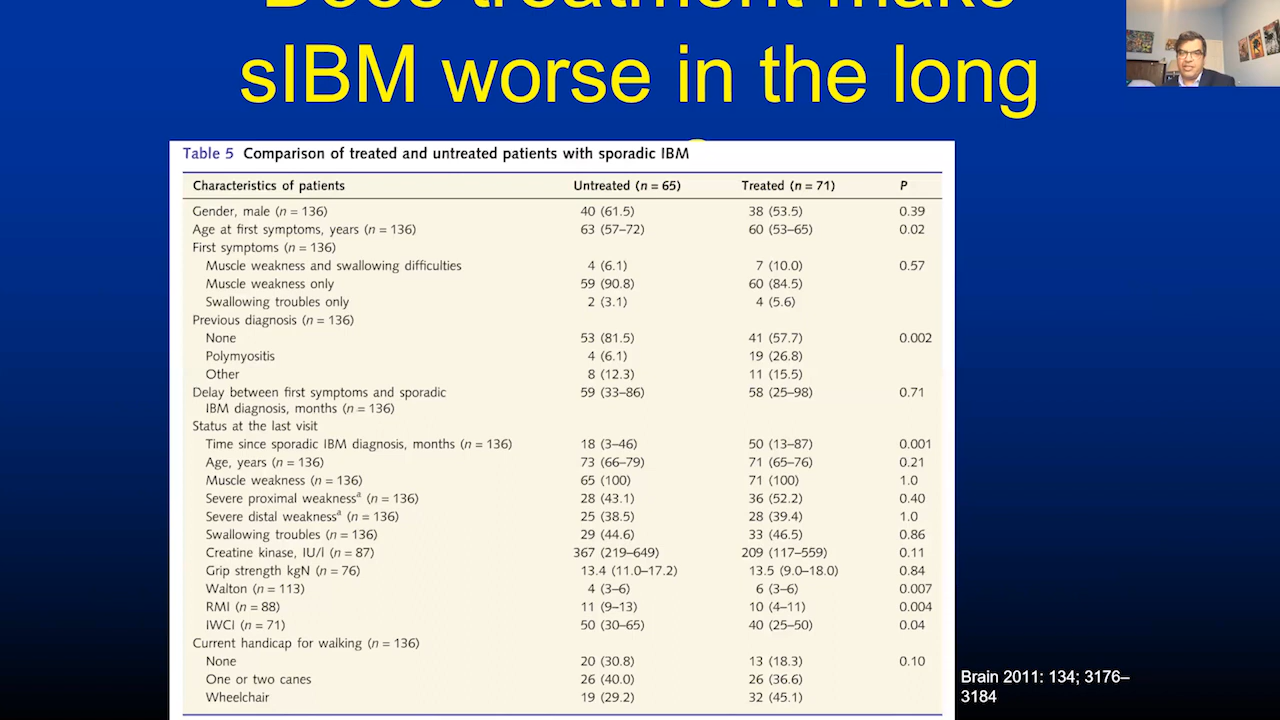 Does treatment make
sIBM worse in the long
Table 5 Comparison of treated and untreated patients with sporadic IBM
Characteristics of patients Untreated (n = 65) Treated (n = 71) P
Gender, male (n = 136) 40 (61.5) 38 (53.5) 0.39
Age at first symptoms, years (n = 136) 63 (57–72) 60 (53–65) 0.02
First symptoms (n = 136)
Muscle weakness and swallowing difficulties 4 (6.1) 7 (10.0) 0.57
Muscle weakness only 59 (90.8) 60 (84.5)
Swallowing troubles only 2 (3.1) 4 (5.6)
Previous diagnosis (n = 136)
None 53 (81.5) 41 (57.7) 0.002
Polymyositis 4 (6.1) 19 (26.8)
Other 8 (12.3) 11 (15.5)
Delay between first symptoms and sporadic 59 (33–86) 58 (25–98) 0.71
IBM diagnosis, months (n = 136)
Status at the last visit
Time since sporadic IBM diagnosis, months (n = 136) 18 (3–46) 50 (13–87) 0.001
Age, years (n = 136) 73 (66–79) 71 (65–76) 0.21
Muscle weakness (n = 136) 65 (100) 71 (100) 1.0
Severe proximal weaknessᵃ (n = 136) 28 (43.1) 36 (52.2) 0.40
Severe distal weaknessᵃ (n = 136) 25 (38.5) 28 (39.4) 1.0
Swallowing troubles (n = 136) 29 (44.6) 33 (46.5) 0.86
Creatine kinase, IU/l (n = 87) 367 (219–649) 209 (117–559) 0.11
Grip strength kgN (n = 76) 13.4 (11.0–17.2) 13.5 (9.0–18.0) 0.84
Walton (n = 113) 4 (3–6) 6 (3–6) 0.007
RMI (n = 88) 11 (9–13) 10 (4–11) 0.004
IWCI (n = 71) 50 (30–65) 40 (25–50) 0.04
Current handicap for walking (n = 136)
None 20 (30.8) 13 (18.3) 0.10
One or two canes 26 (40.0) 26 (36.6)
Wheelchair 19 (29.2) 32 (45.1)
Brain 2011: 134; 3176–
3184